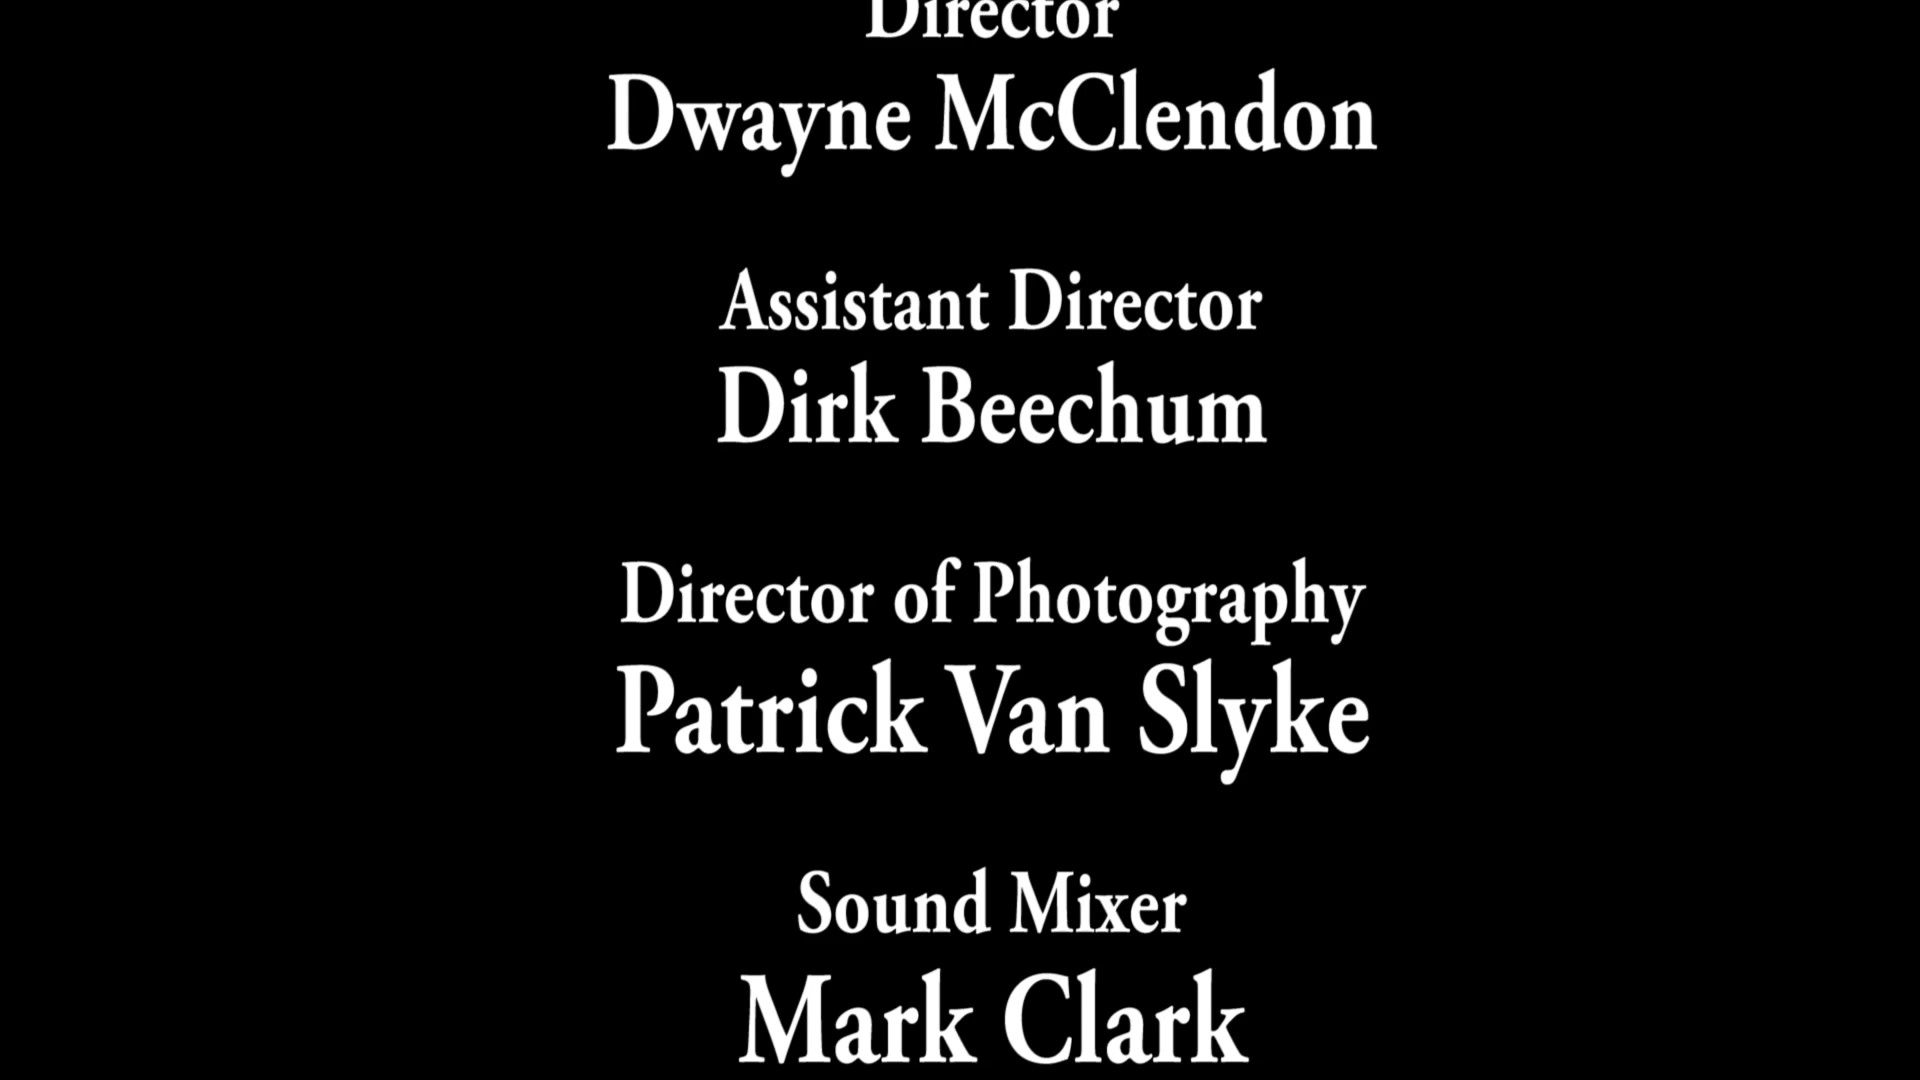 Director
Dwayne McClendon
Assistant Director
Dirk Beechum
Director of Photography
Patrick Van Slyke
Sound Mixer
Mark Clark